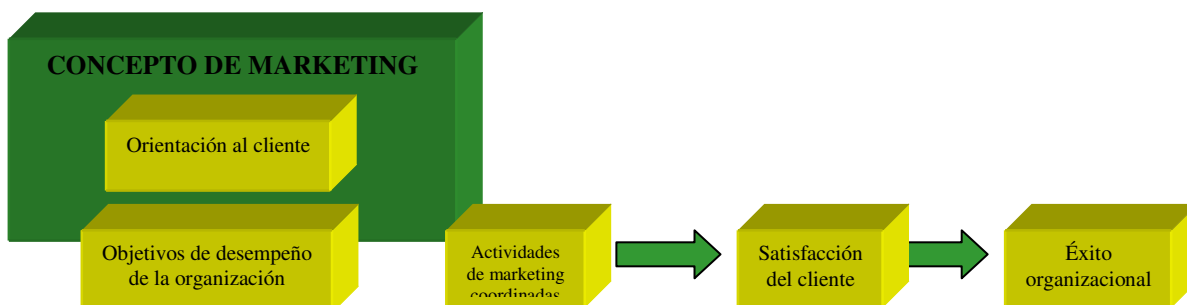 CONCEPTO DE MARKETING
Orientación al cliente
Objetivos de desempeño
de la organización
Actividades
de marketing
coordinadas
Satisfacción
del cliente
Éxito
organizacional